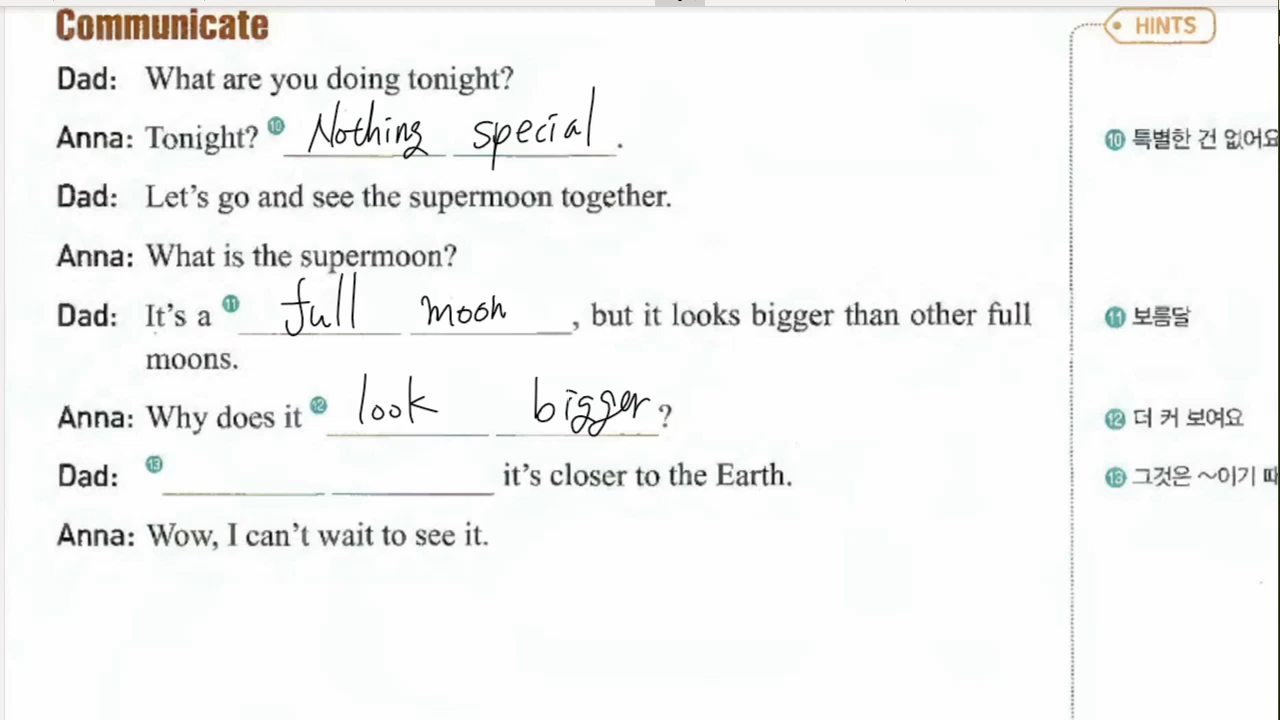 Communicate
HINTS
Dad: What are you doing tonight?
Anna: Tonight? ⑩ Nothing special .
⑩ 특별한 건 없어요
Dad: Let's go and see the supermoon together.
Anna: What is the supermoon?
Dad: It's a ⑪ full moon , but it looks bigger than other full
⑪ 보름달
moons.
Anna: Why does it ⑫ look bigger ?
⑫ 더 커 보여요
Dad: ⑬ it's closer to the Earth.
⑬ 그것은 ~이기 때
Anna: Wow, I can't wait to see it.